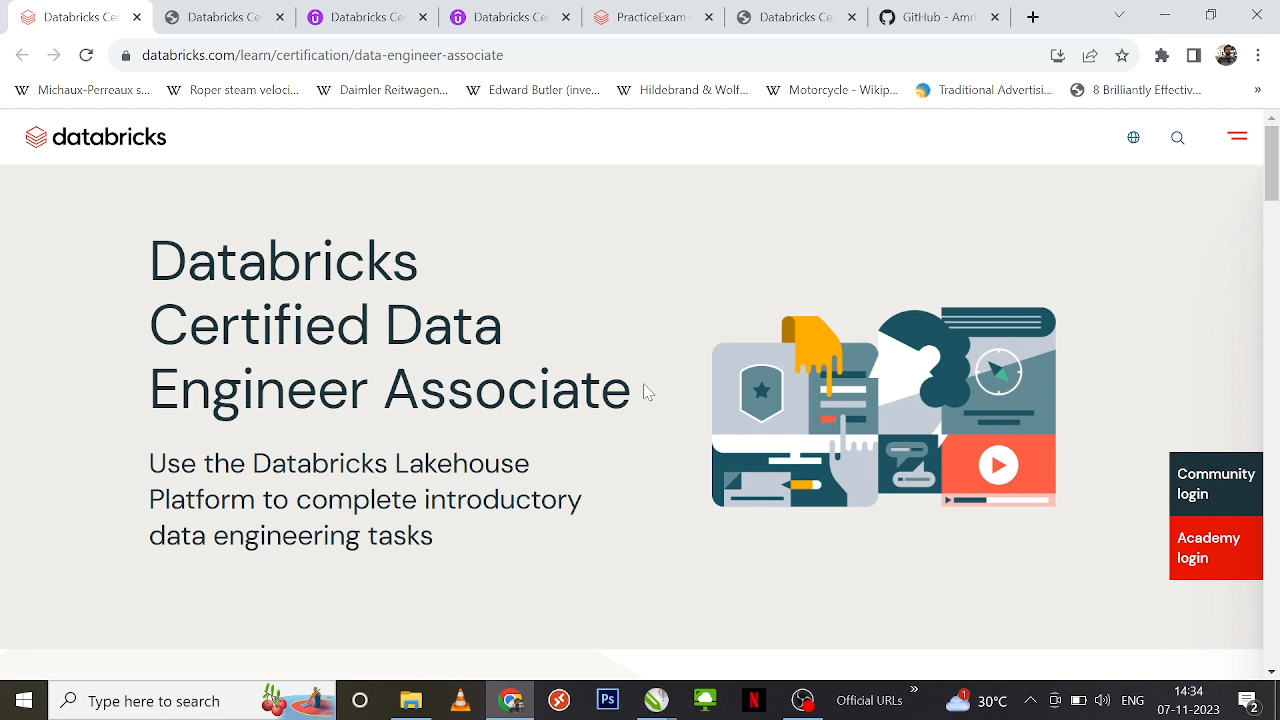 Databricks Ce
Databricks Ce
Databricks Ce
Databricks Ce
PracticeExam-
Databricks Ce
GitHub - Amri
databricks.com/learn/certification/data-engineer-associate
Michaux-Perreaux s...
Roper steam veloci...
Daimler Reitwagen...
Edward Butler (inve...
Hildebrand & Wolf...
Motorcycle - Wikip...
Traditional Advertisi...
8 Brilliantly Effectiv...
»
databricks
Databricks
Certified Data
Engineer Associate
Use the Databricks Lakehouse
Platform to complete introductory
data engineering tasks
Community
login
Academy
login
Type here to search
Ps
N
Official URLs
»
1
30°C
ENG
14:34
07-11-2023
2